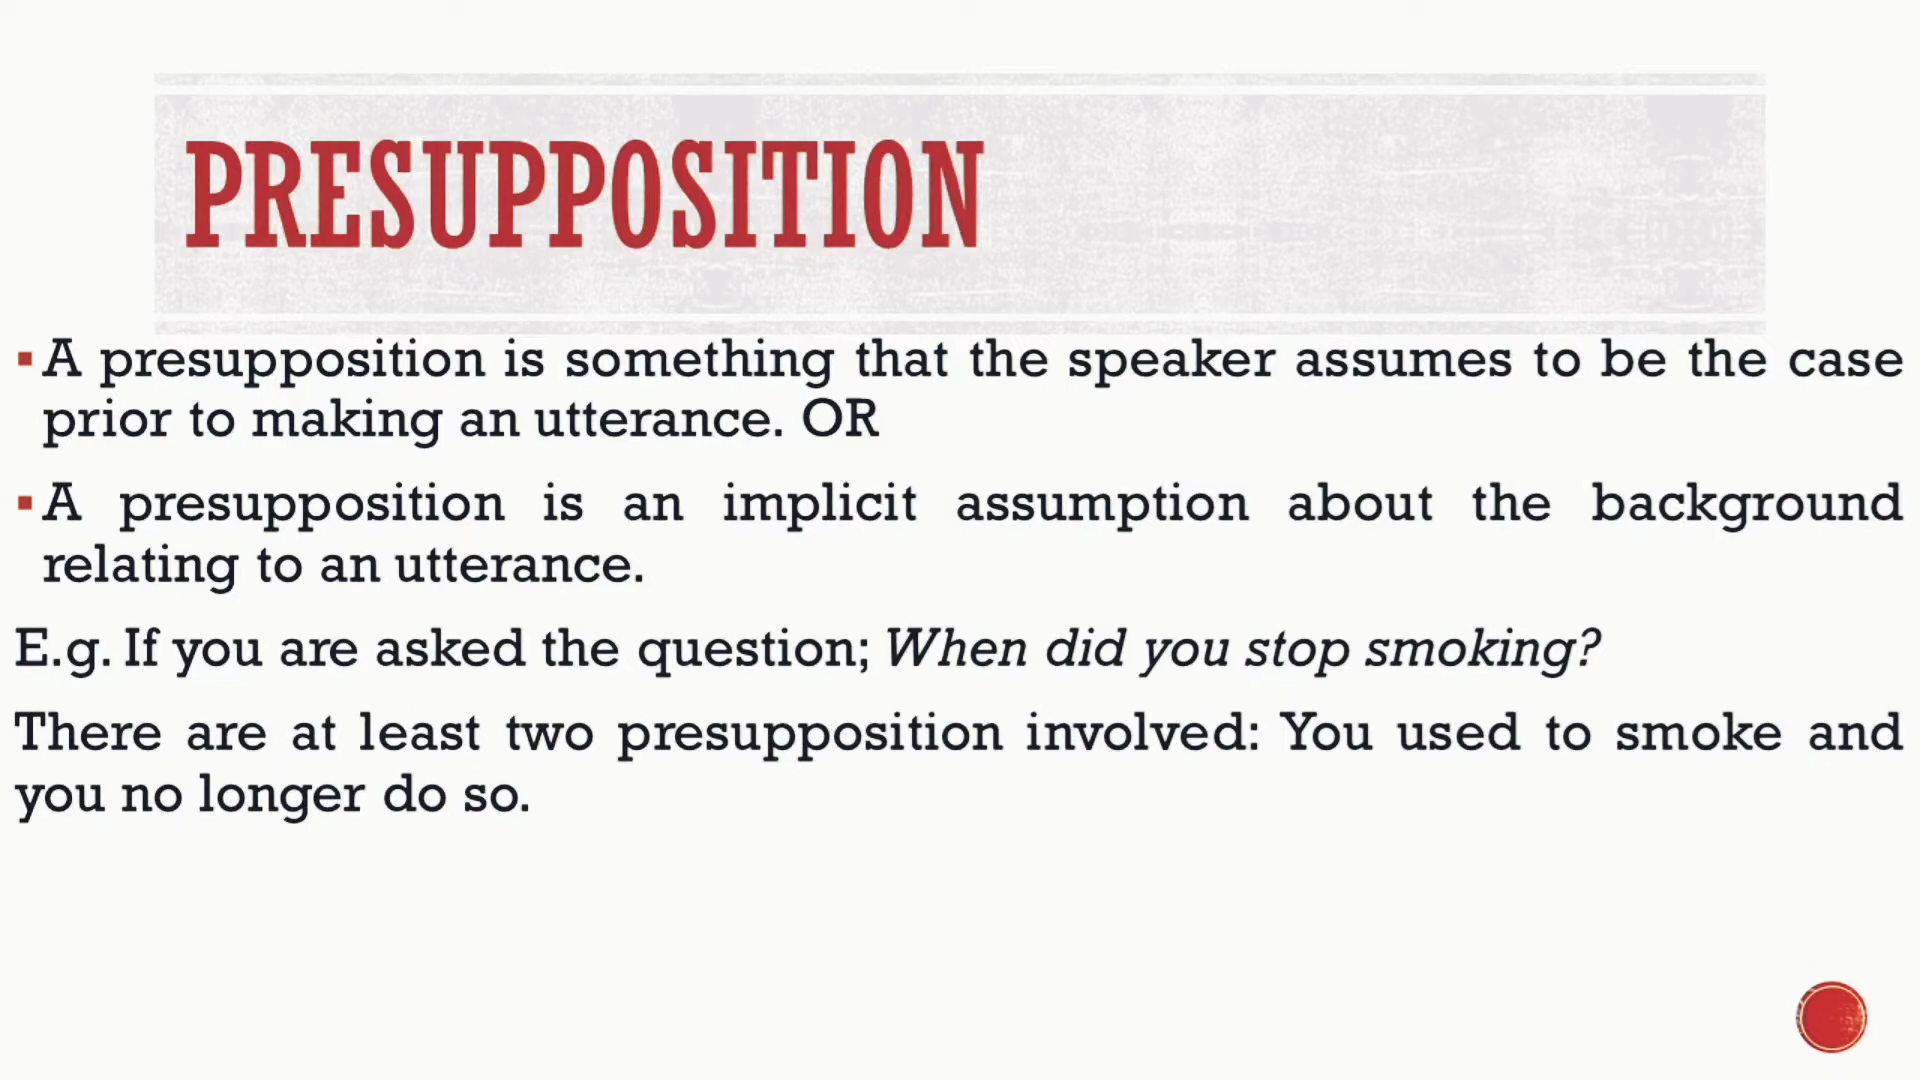 PRESUPPOSITION
▪A presupposition is something that the speaker assumes to be the case
prior to making an utterance. OR
▪A presupposition is an implicit assumption about the background
relating to an utterance.
E.g. If you are asked the question; When did you stop smoking?
There are at least two presupposition involved: You used to smoke and
you no longer do so.